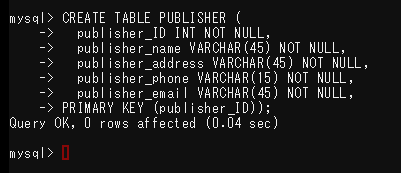 mysql> CREATE TABLE PUBLISHER (
    ->   publisher_ID INT NOT NULL,
    ->   publisher_name VARCHAR(45) NOT NULL,
    ->   publisher_address VARCHAR(45) NOT NULL,
    ->   publisher_phone VARCHAR(15) NOT NULL,
    ->   publisher_email VARCHAR(45) NOT NULL,
    -> PRIMARY KEY (publisher_ID));
Query OK, 0 rows affected (0.04 sec)
mysql>